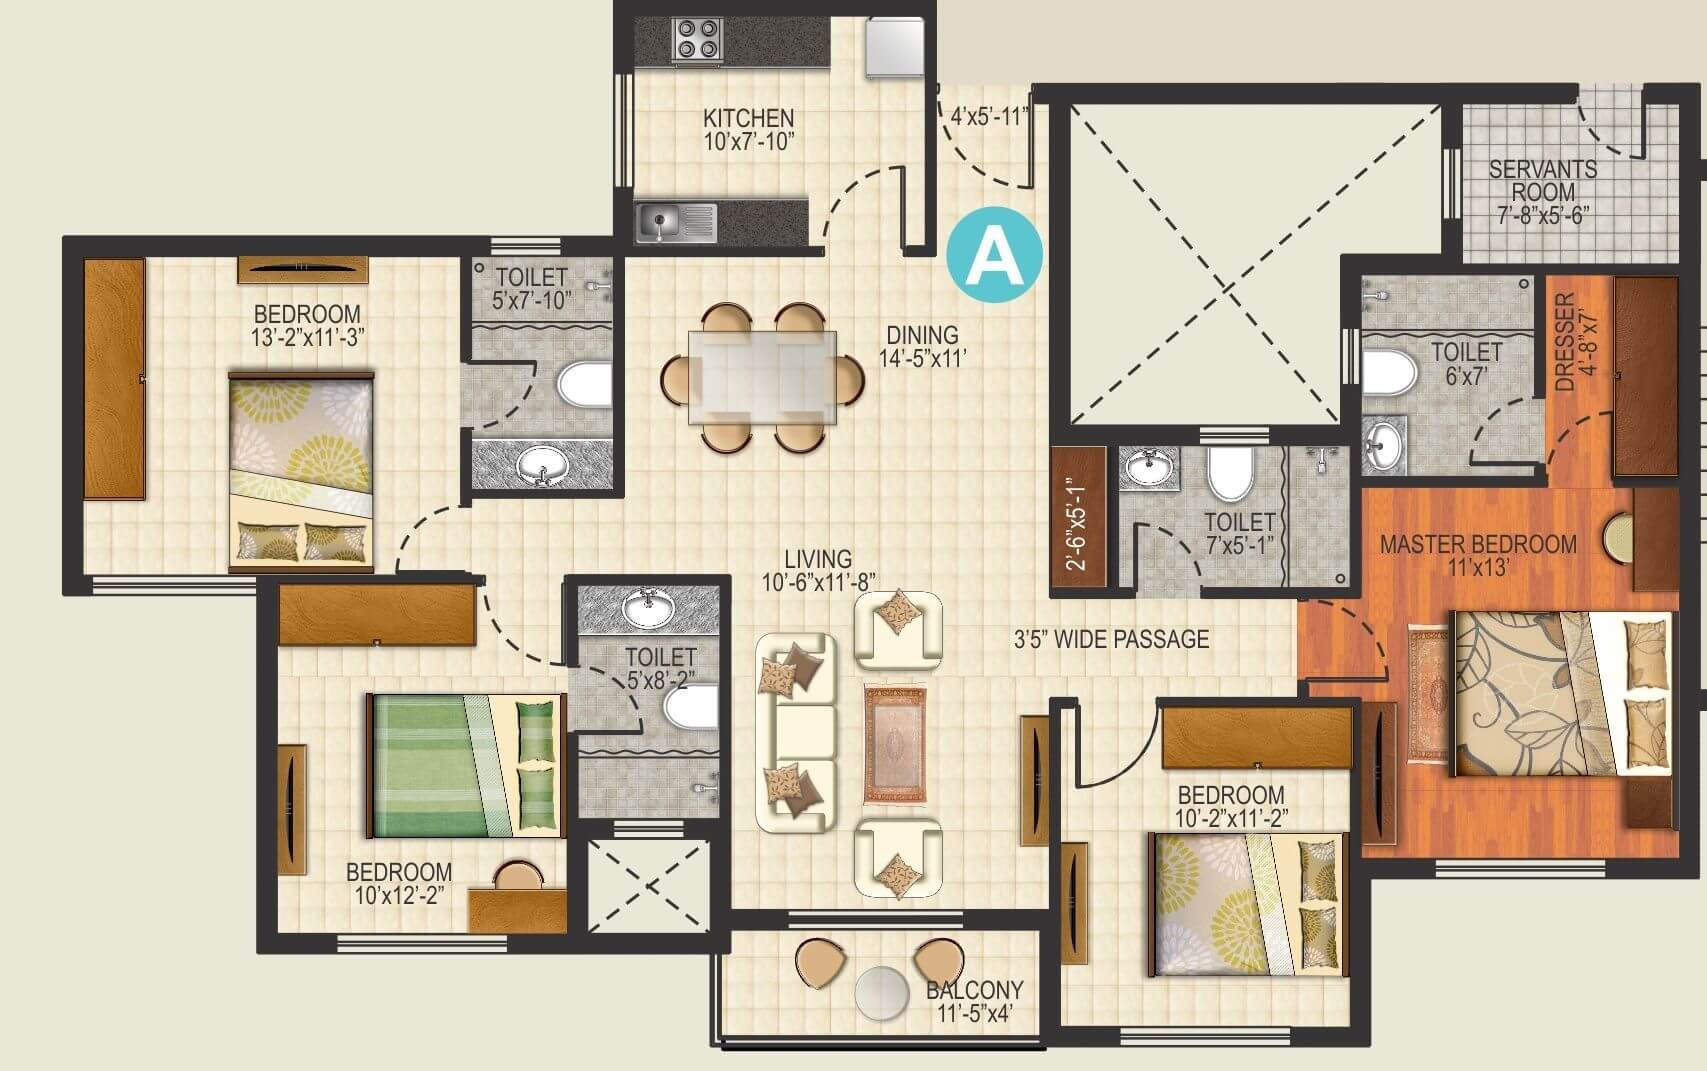 KITCHEN
10'x7'-10"
4'x5'-11"
SERVANTS
ROOM
7'-8"x5'-6"
A
TOILET
5'x7'-10"
BEDROOM
13'-2"x11'-3"
DINING
14'-5"x11'
TOILET
6'x7'
DRESSER
4'-8"x7'
2'-6"x5'-1"
TOILET
7'x5'-1"
MASTER BEDROOM
11'x13'
LIVING
10'-6"x11'-8"
3'5" WIDE PASSAGE
TOILET
5'x8'-2"
BEDROOM
10'-2"x11'-2"
BEDROOM
10'x12'-2"
BALCONY
11'-5"x4'